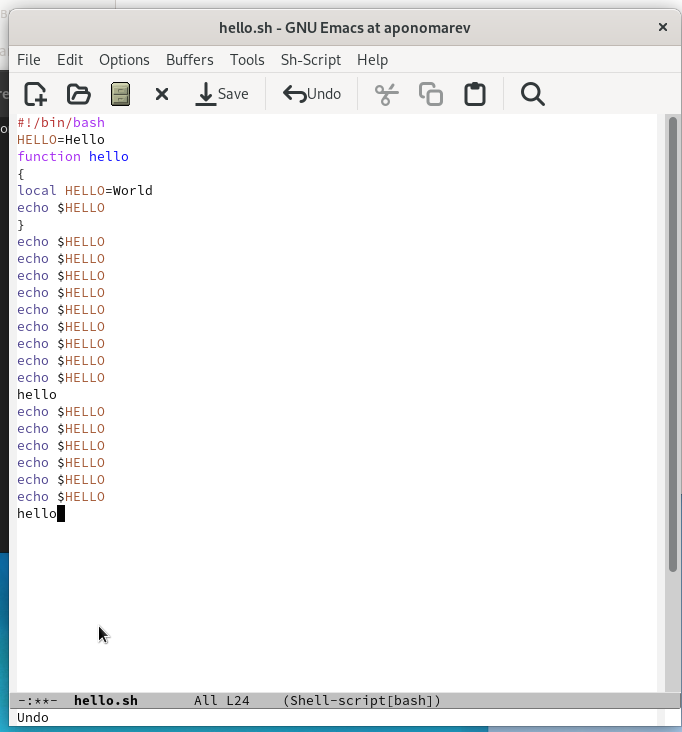 hello.sh - GNU Emacs at aponomarev ×
File Edit Options Buffers Tools Sh-Script Help
Save Undo
#!/bin/bash
HELLO=Hello
function hello
{
local HELLO=World
echo $HELLO
}
echo $HELLO
echo $HELLO
echo $HELLO
echo $HELLO
echo $HELLO
echo $HELLO
echo $HELLO
echo $HELLO
echo $HELLO
hello
echo $HELLO
echo $HELLO
echo $HELLO
echo $HELLO
echo $HELLO
echo $HELLO
hello
-:**- hello.sh All L24 (Shell-script[bash])
Undo